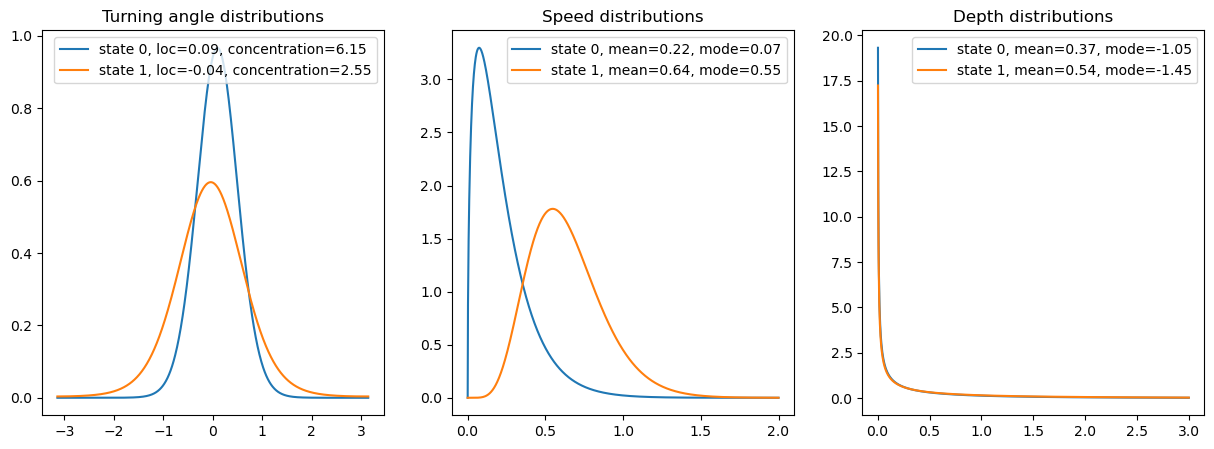 Turning angle distributions
state 0, loc=0.09, concentration=6.15
state 1, loc=-0.04, concentration=2.55
1.0
0.8
0.6
0.4
0.2
0.0
−3 −2 −1 0 1 2 3
Speed distributions
state 0, mean=0.22, mode=0.07
state 1, mean=0.64, mode=0.55
3.0
2.5
2.0
1.5
1.0
0.5
0.0
0.0 0.5 1.0 1.5 2.0
Depth distributions
state 0, mean=0.37, mode=-1.05
state 1, mean=0.54, mode=-1.45
20.0
17.5
15.0
12.5
10.0
7.5
5.0
2.5
0.0
0.0 0.5 1.0 1.5 2.0 2.5 3.0